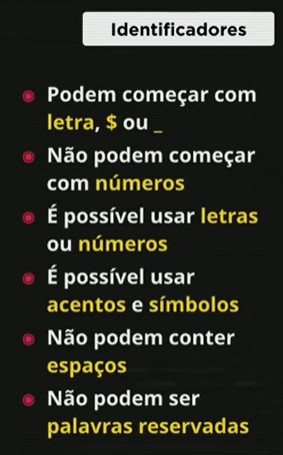 Identificadores
Podem começar com
letra, $ ou _
Não podem começar
com números
É possível usar letras
ou números
É possível usar
acentos e símbolos
Não podem conter
espaços
Não podem ser
palavras reservadas